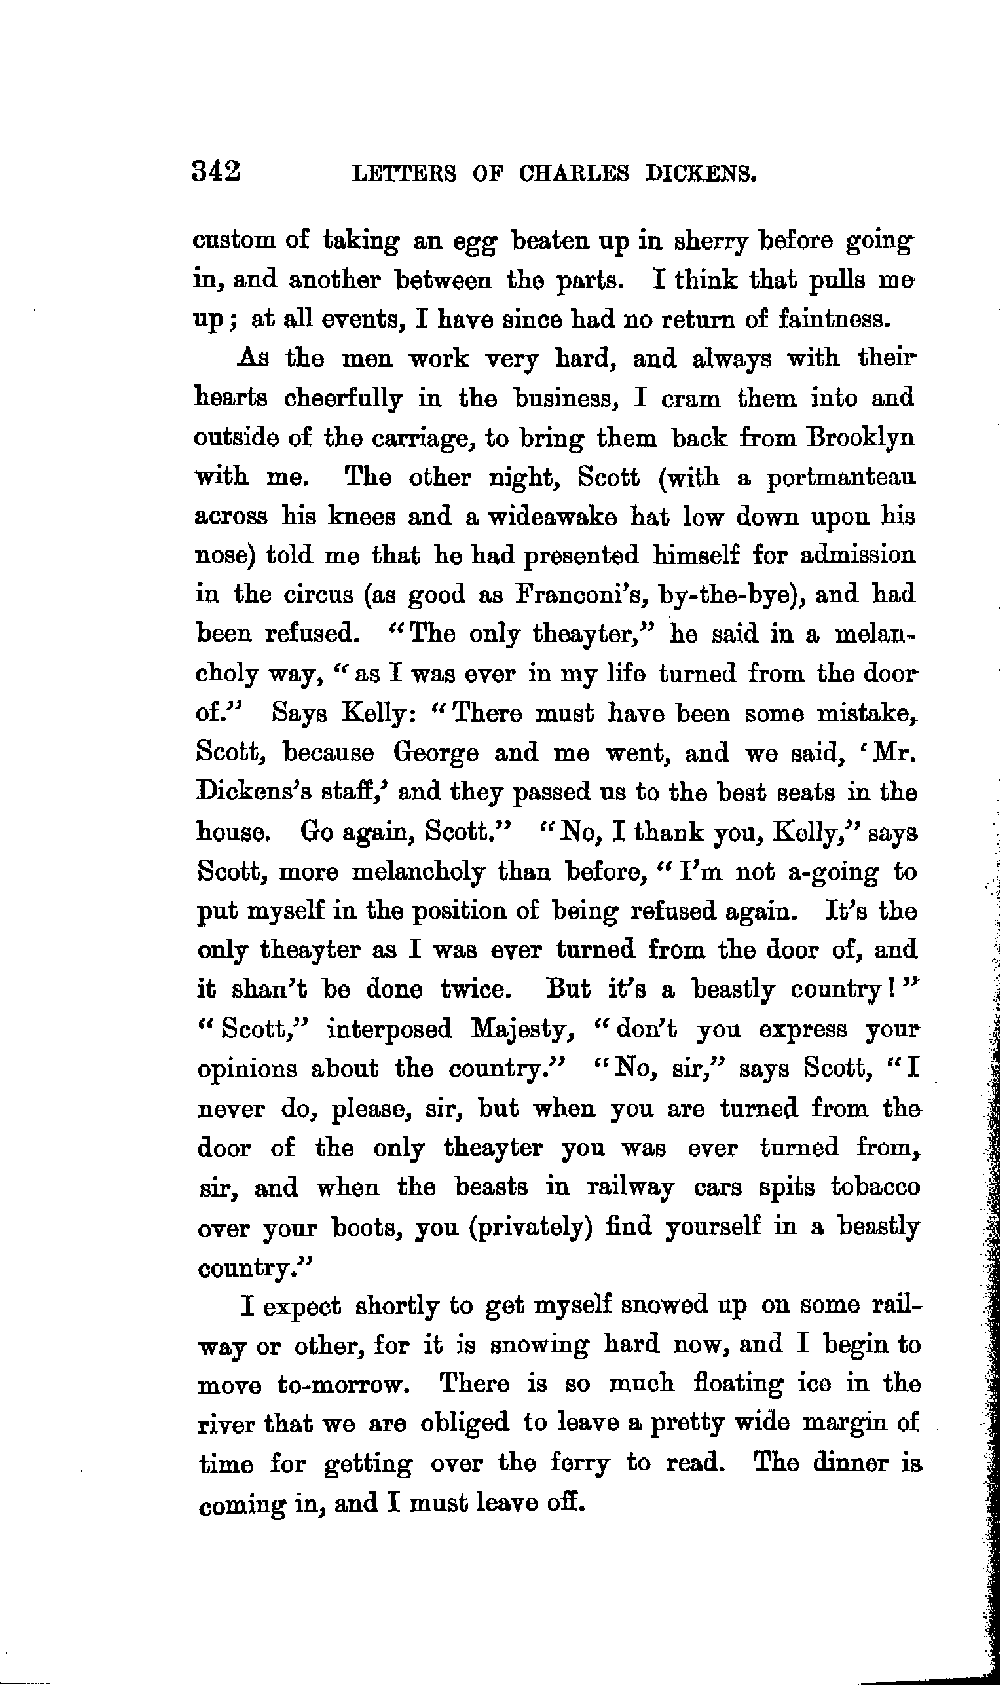 342 LETTERS OF CHARLES DICKENS.
custom of taking an egg beaten up in sherry before going
in, and another between the parts. I think that pulls me
up; at all events, I have since had no return of faintness.
As the men work very hard, and always with their
hearts cheerfully in the business, I cram them into and
outside of the carriage, to bring them back from Brooklyn
with me. The other night, Scott (with a portmanteau
across his knees and a wideawake hat low down upon his
nose) told me that he had presented himself for admission
in the circus (as good as Franconi's, by-the-bye), and had
been refused. "The only theayter," he said in a melan-
choly way, "as I was ever in my life turned from the door
of." Says Kelly: "There must have been some mistake,
Scott, because George and me went, and we said, 'Mr.
Dickens's staff,' and they passed us to the best seats in the
house. Go again, Scott." "No, I thank you, Kelly," says
Scott, more melancholy than before, "I'm not a-going to
put myself in the position of being refused again. It's the
only theayter as I was ever turned from the door of, and
it shan't be done twice. But it's a beastly country!"
"Scott," interposed Majesty, "don't you express your
opinions about the country." "No, sir," says Scott, "I
never do, please, sir, but when you are turned from the
door of the only theayter you was ever turned from,
sir, and when the beasts in railway cars spits tobacco
over your boots, you (privately) find yourself in a beastly
country."
I expect shortly to get myself snowed up on some rail-
way or other, for it is snowing hard now, and I begin to
move to-morrow. There is so much floating ice in the
river that we are obliged to leave a pretty wide margin of
time for getting over the ferry to read. The dinner is
coming in, and I must leave off.